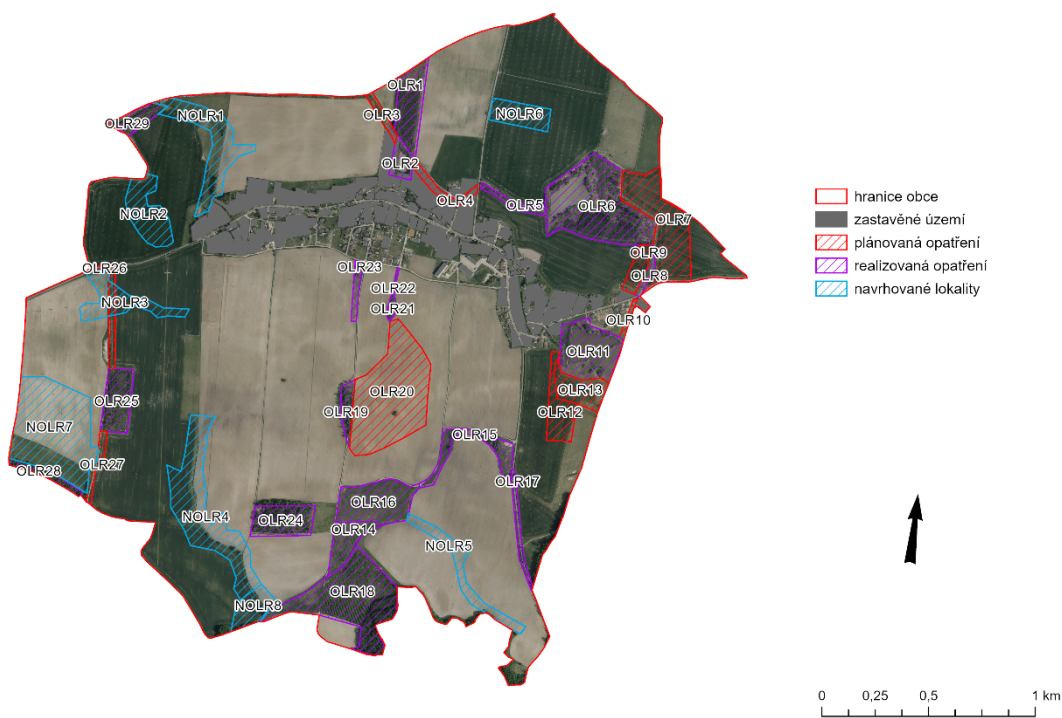 OLR1
NOLR1
OLR3
NOLR6
OLR29
OLR2
OLR4
OLR5
OLR6
NOLR2
OLR7
OLR9
OLR26
OLR23
OLR8
OLR22
NOLR3
OLR21
OLR10
OLR11
OLR20
OLR13
OLR25
OLR19
OLR12
NOLR7
OLR15
OLR27
OLR28
OLR17
OLR16
NOLR4
OLR24
OLR14
NOLR5
OLR18
NOLR8
hranice obce
zastavěné území
plánovaná opatření
realizovaná opatření
navrhované lokality
0 0,25 0,5 1 km